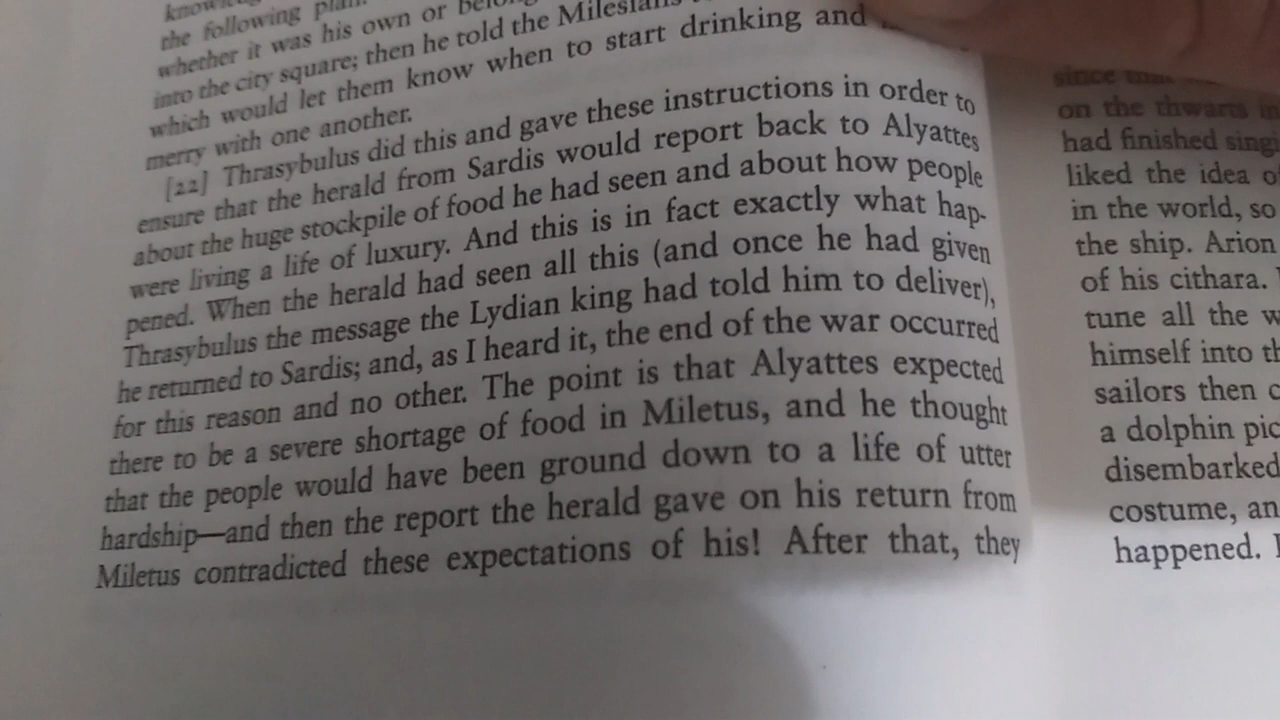 the following plan.
whether it was his own or
into the city square; then he told the Milesians
which would let them know when to start drinking and
merry with one another.
[22] Thrasybulus did this and gave these instructions in order to
ensure that the herald from Sardis would report back to Alyattes
about the huge stockpile of food he had seen and about how people
were living a life of luxury. And this is in fact exactly what hap-
pened. When the herald had seen all this (and once he had given
Thrasybulus the message the Lydian king had told him to deliver),
he returned to Sardis; and, as I heard it, the end of the war occurred
for this reason and no other. The point is that Alyattes expected
there to be a severe shortage of food in Miletus, and he thought
that the people would have been ground down to a life of utter
hardship—and then the report the herald gave on his return from
Miletus contradicted these expectations of his! After that, they
since
on the thwarts
had finished
liked the idea
in the world, so
the ship. Arion
of his cithara.
tune all the
himself into
sailors then
a dolphin
disembarked
costume,
happened.